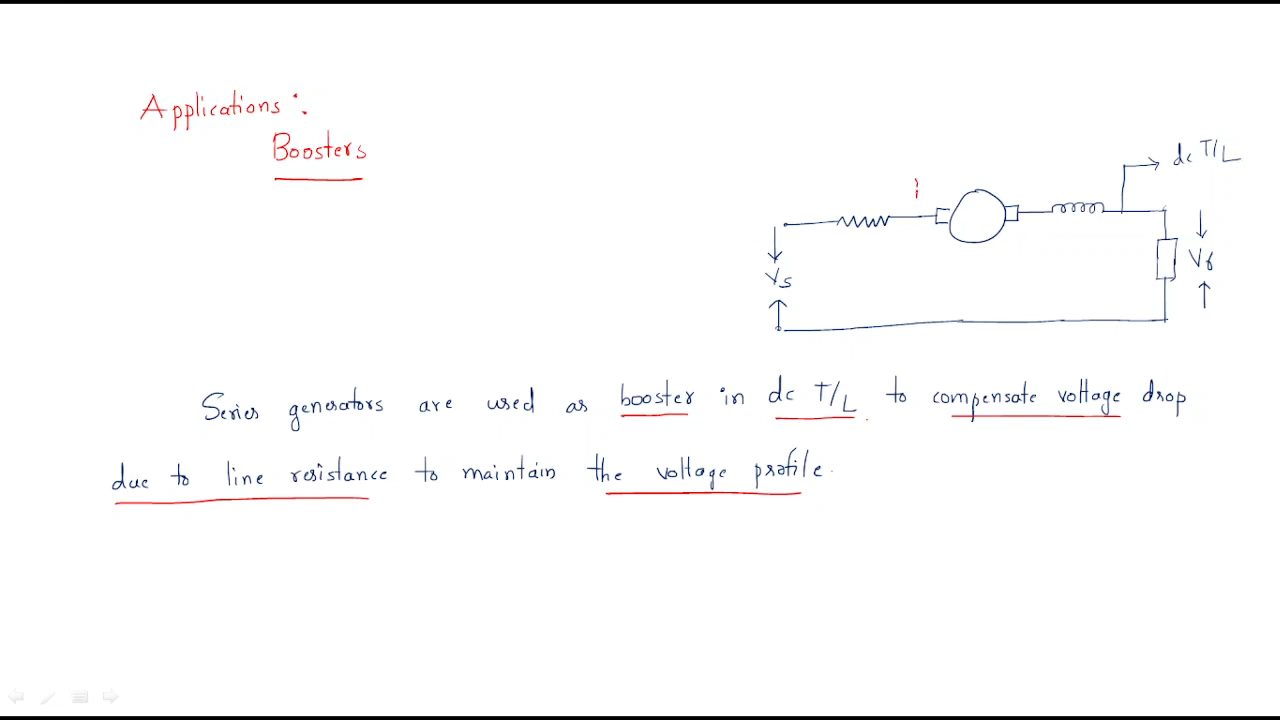 Applications :
Boosters
dc T/L
i
Vs
Vr
Series generators are used as booster in dc T/L to compensate voltage drop
due to line resistance to maintain the voltage profile.